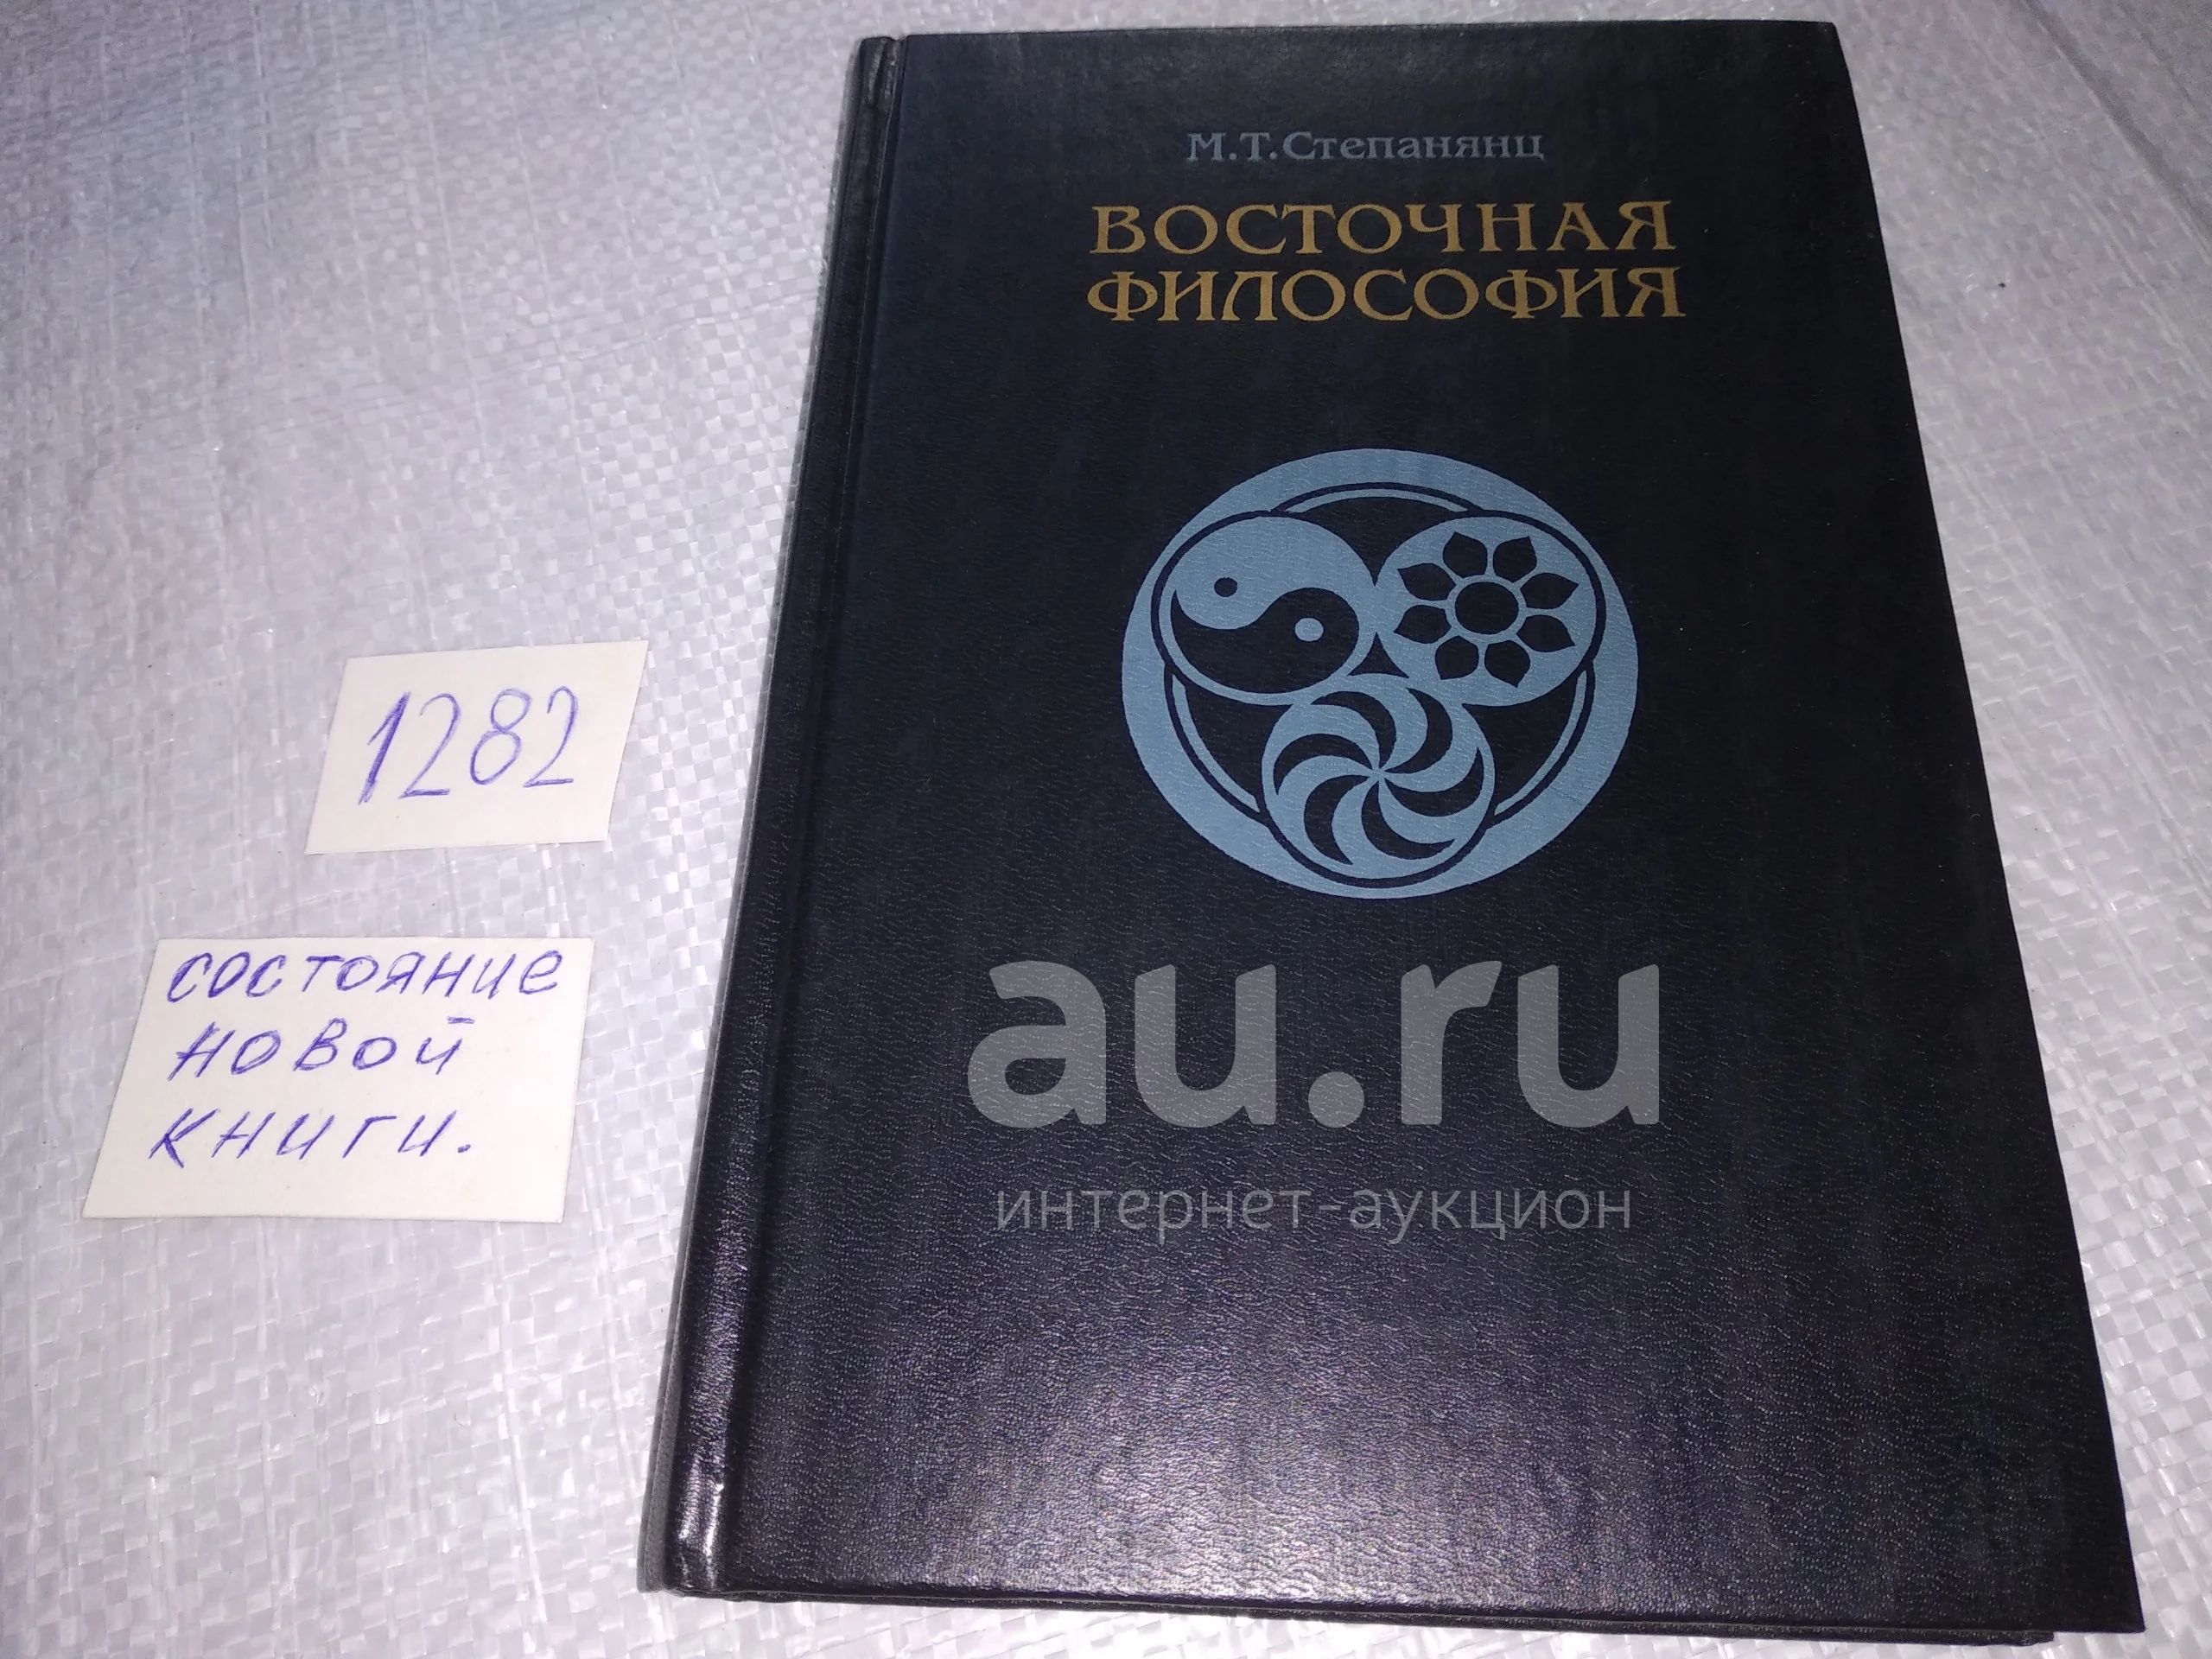 М.Т.Степанянц
ВОСТОЧНАЯ
ФИЛОСОФИЯ
1282
состояние
новой
книги.
au.ru
интернет-аукцион